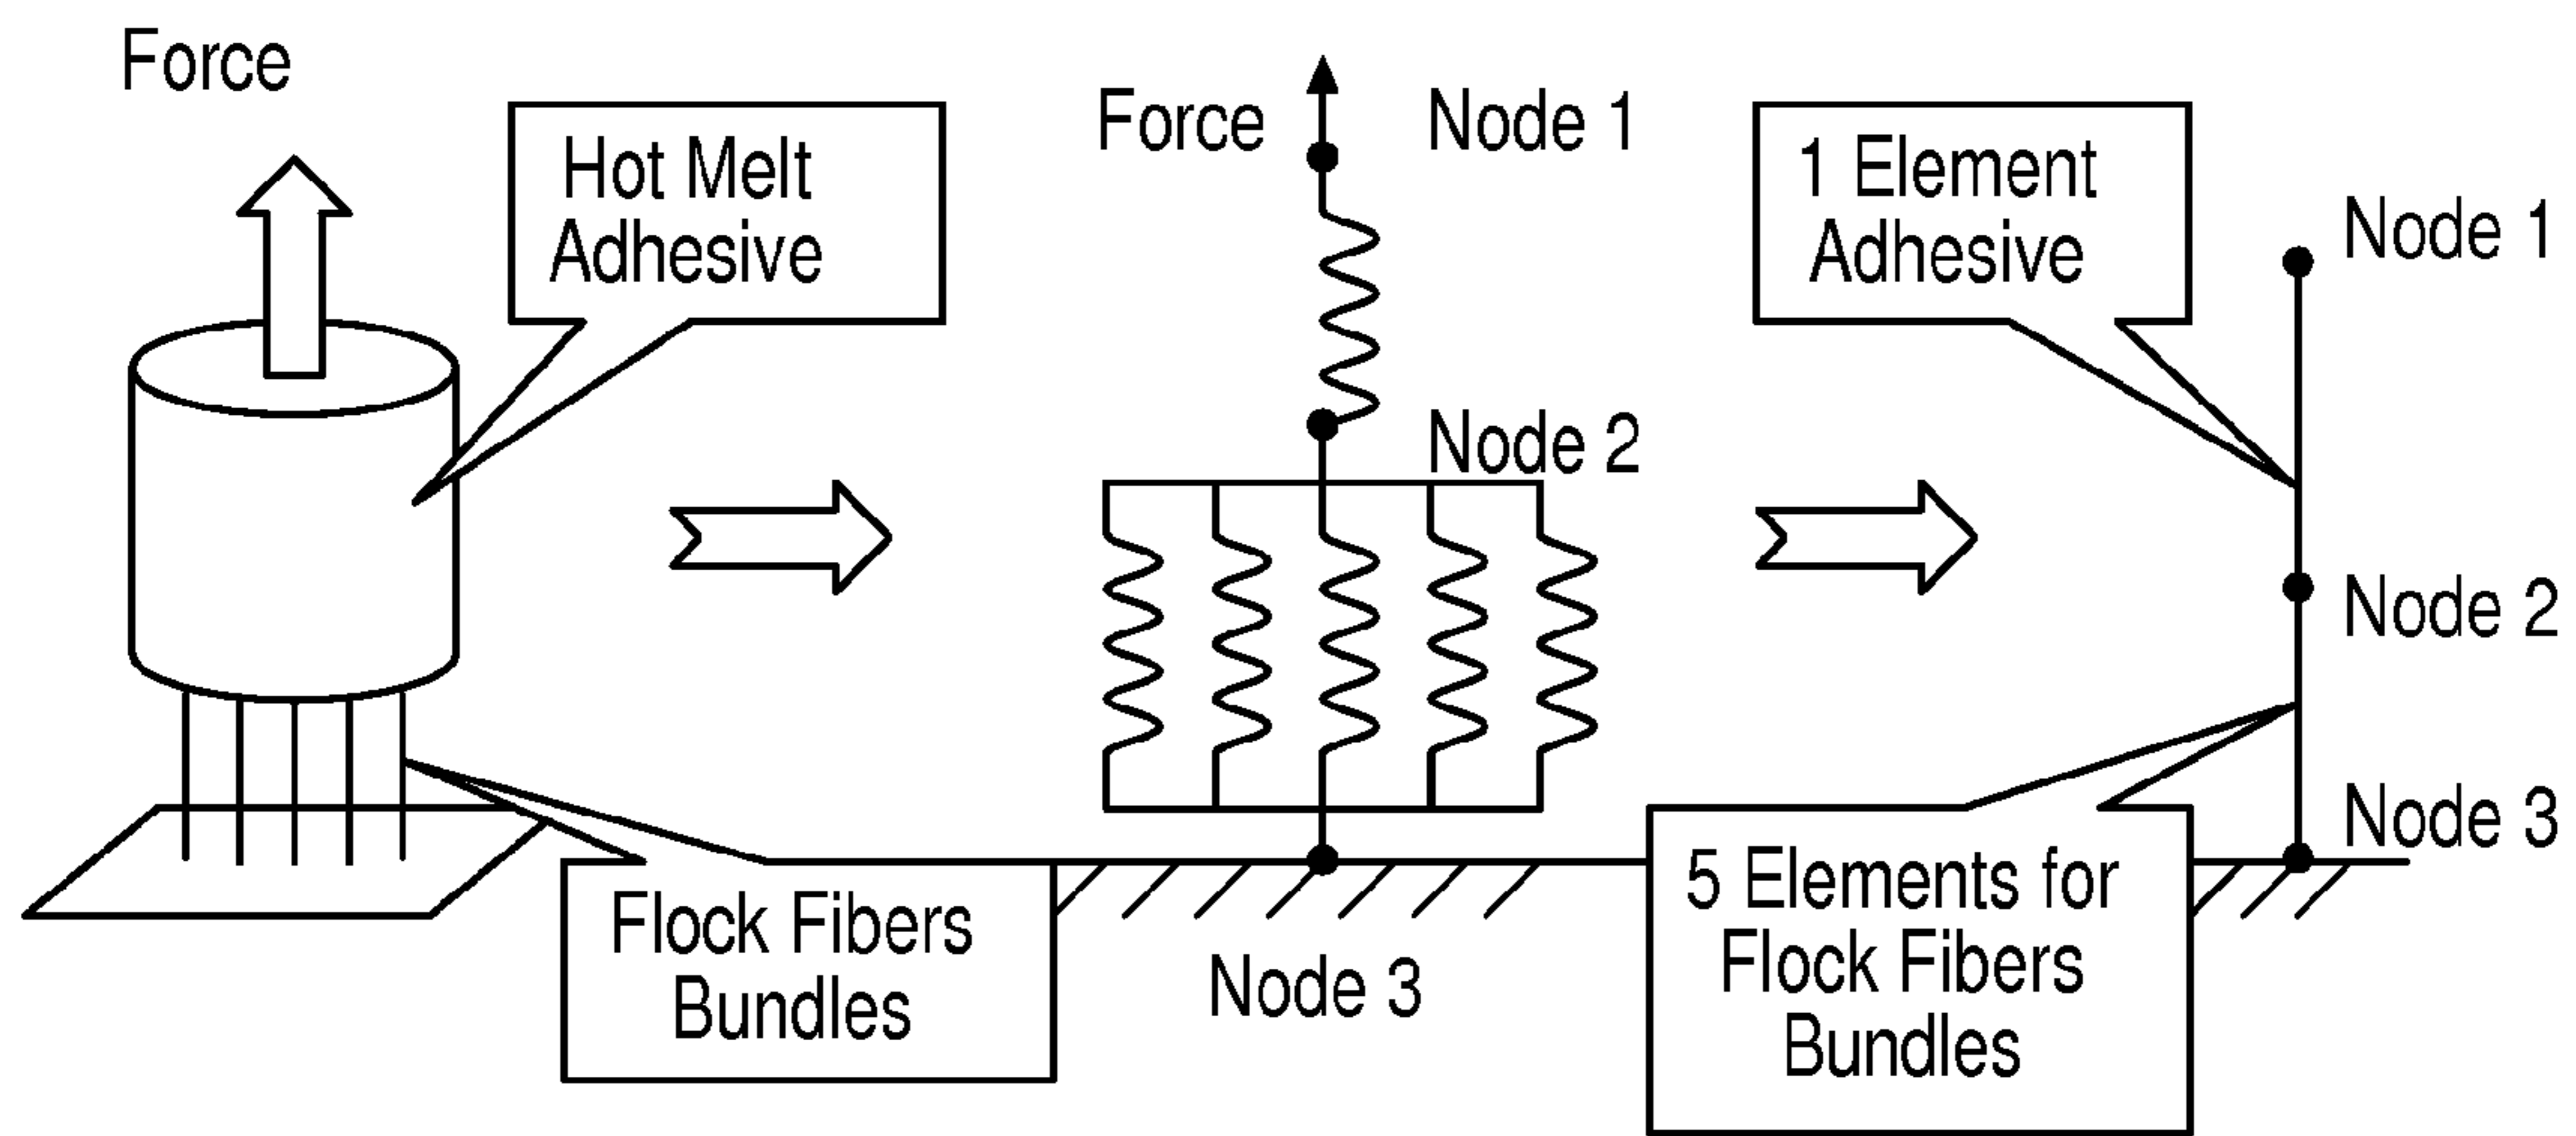 Force
Hot Melt
Adhesive
Flock Fibers
Bundles
Force
Node 1
Node 2
Node 3
1 Element
Adhesive
Node 1
Node 2
Node 3
5 Elements for
Flock Fibers
Bundles